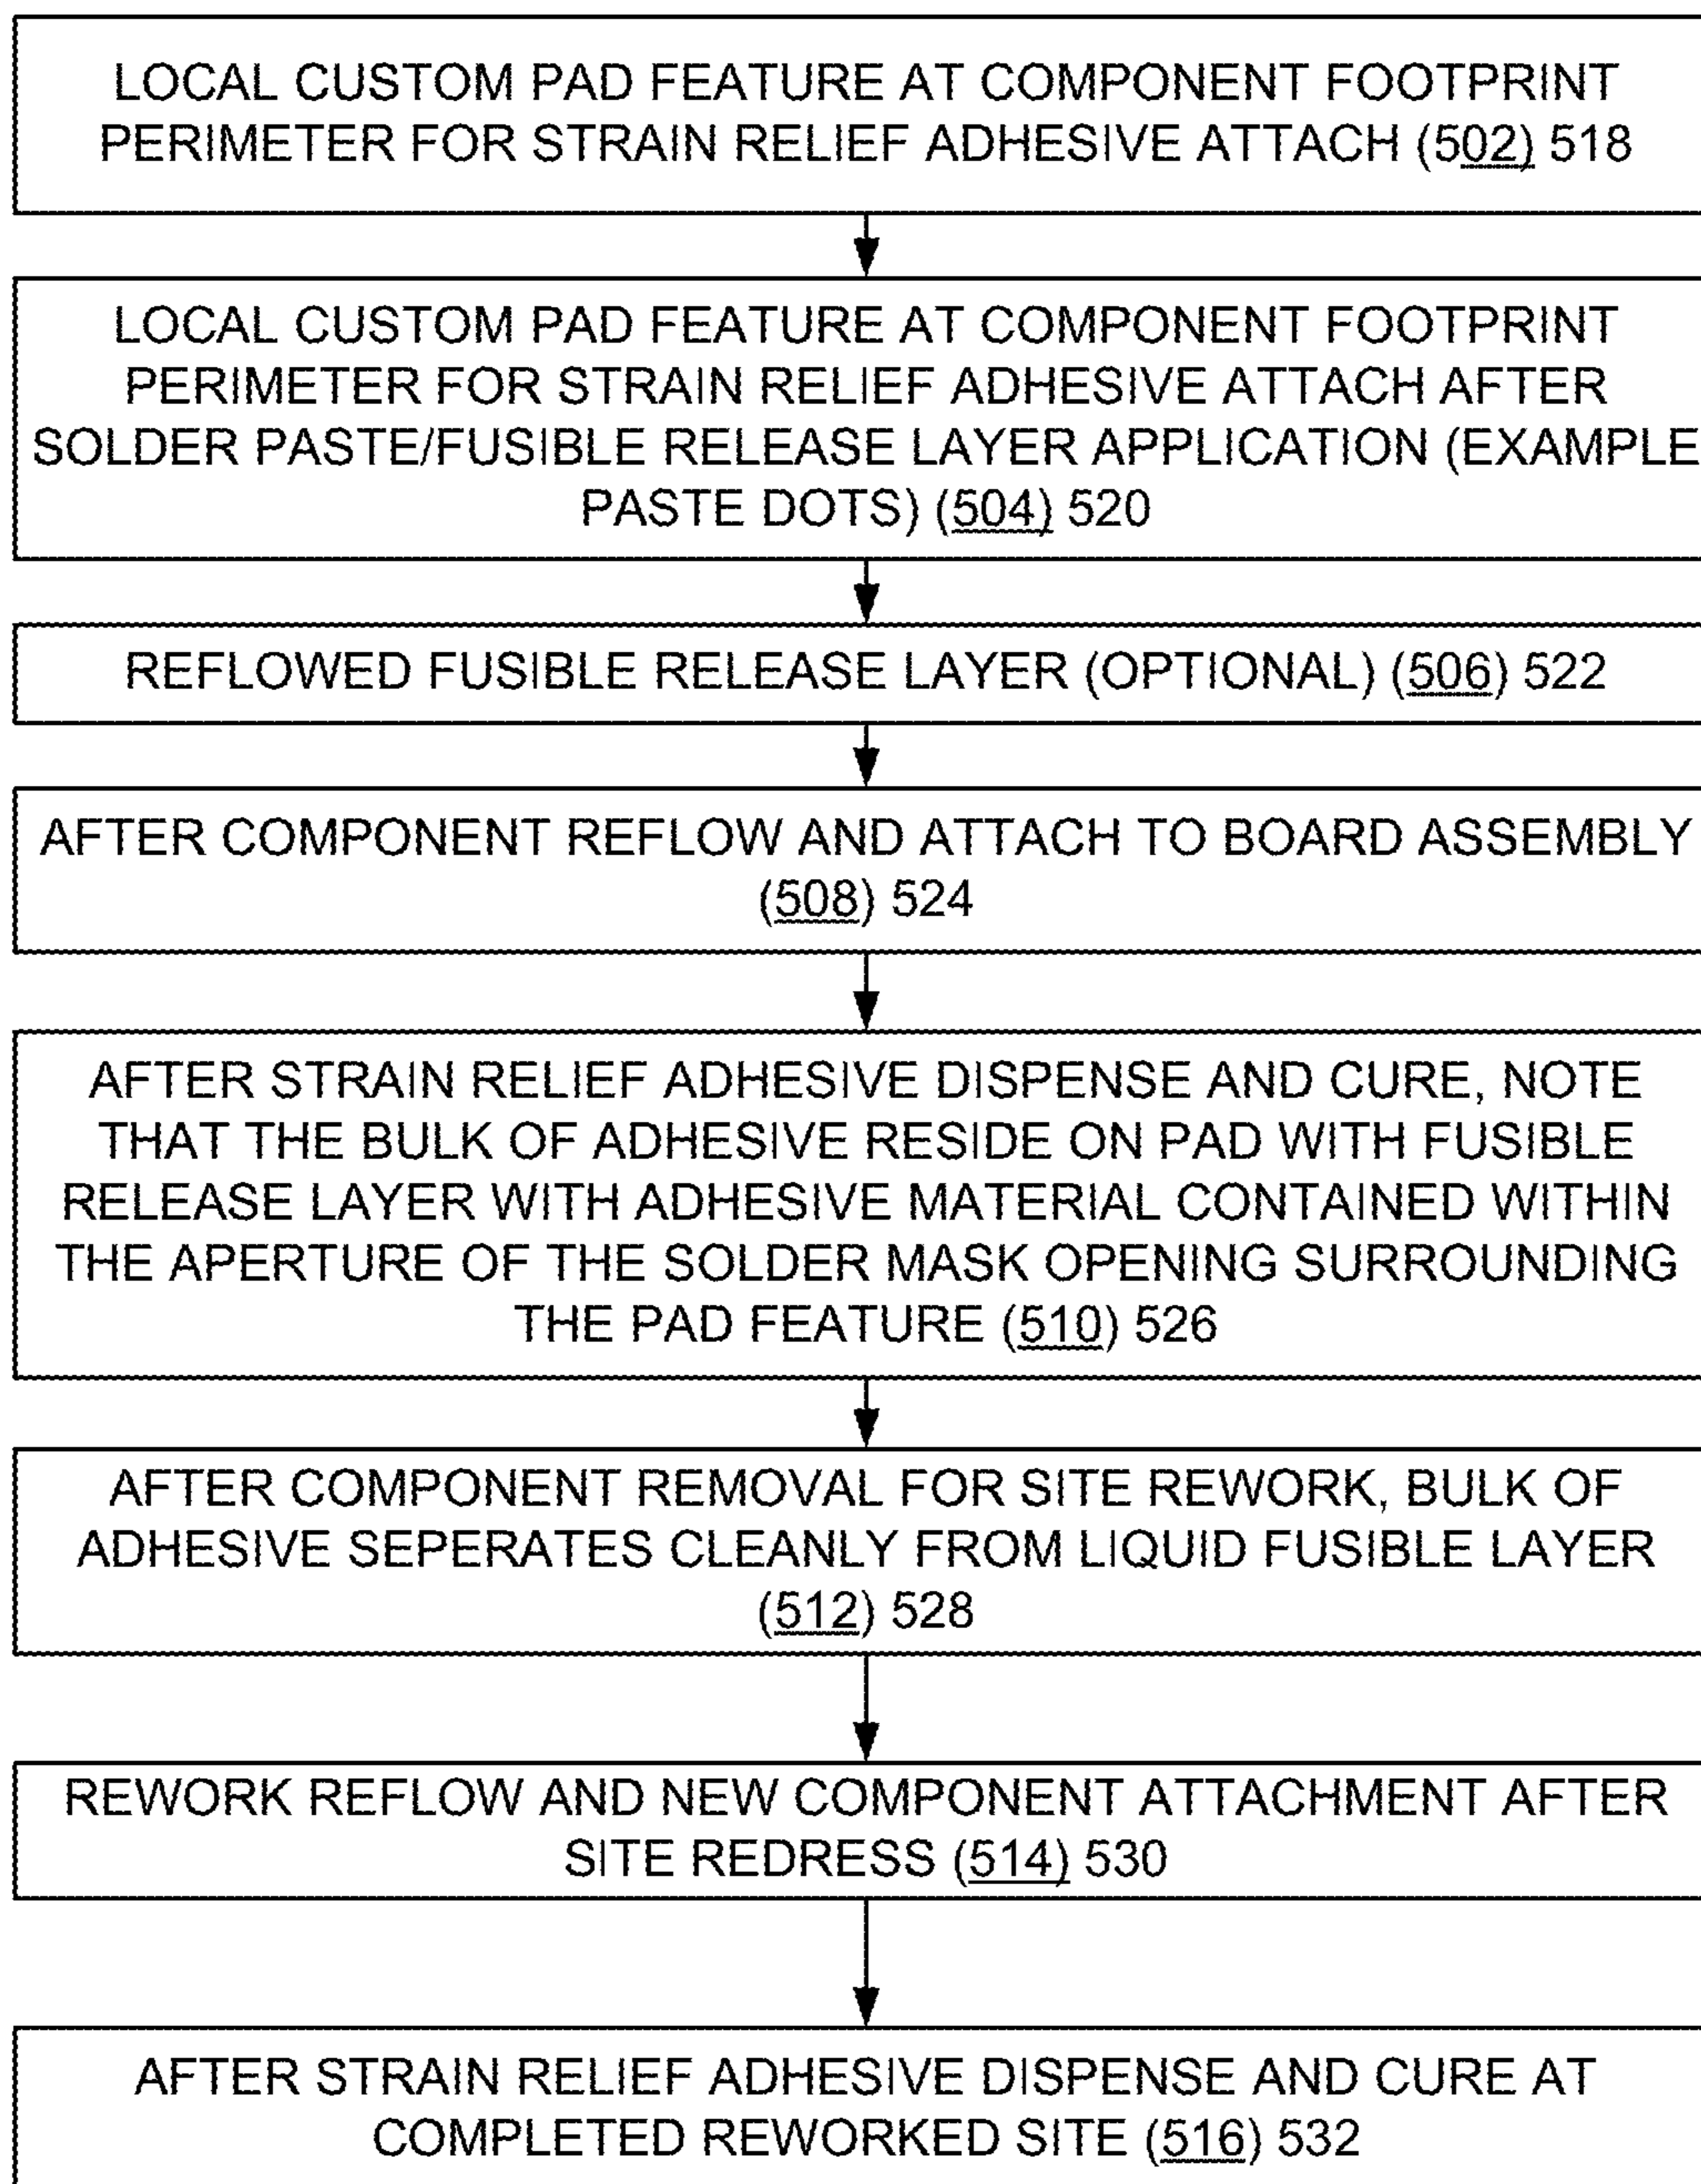 LOCAL CUSTOM PAD FEATURE AT COMPONENT FOOTPRINT
PERIMETER FOR STRAIN RELIEF ADHESIVE ATTACH (502) 518
LOCAL CUSTOM PAD FEATURE AT COMPONENT FOOTPRINT
PERIMETER FOR STRAIN RELIEF ADHESIVE ATTACH AFTER
SOLDER PASTE/FUSIBLE RELEASE LAYER APPLICATION (EXAMPLE
PASTE DOTS) (504) 520
REFLOWED FUSIBLE RELEASE LAYER (OPTIONAL) (506) 522
AFTER COMPONENT REFLOW AND ATTACH TO BOARD ASSEMBLY
(508) 524
AFTER STRAIN RELIEF ADHESIVE DISPENSE AND CURE, NOTE
THAT THE BULK OF ADHESIVE RESIDE ON PAD WITH FUSIBLE
RELEASE LAYER WITH ADHESIVE MATERIAL CONTAINED WITHIN
THE APERTURE OF THE SOLDER MASK OPENING SURROUNDING
THE PAD FEATURE (510) 526
AFTER COMPONENT REMOVAL FOR SITE REWORK, BULK OF
ADHESIVE SEPERATES CLEANLY FROM LIQUID FUSIBLE LAYER
(512) 528
REWORK REFLOW AND NEW COMPONENT ATTACHMENT AFTER
SITE REDRESS (514) 530
AFTER STRAIN RELIEF ADHESIVE DISPENSE AND CURE AT
COMPLETED REWORKED SITE (516) 532